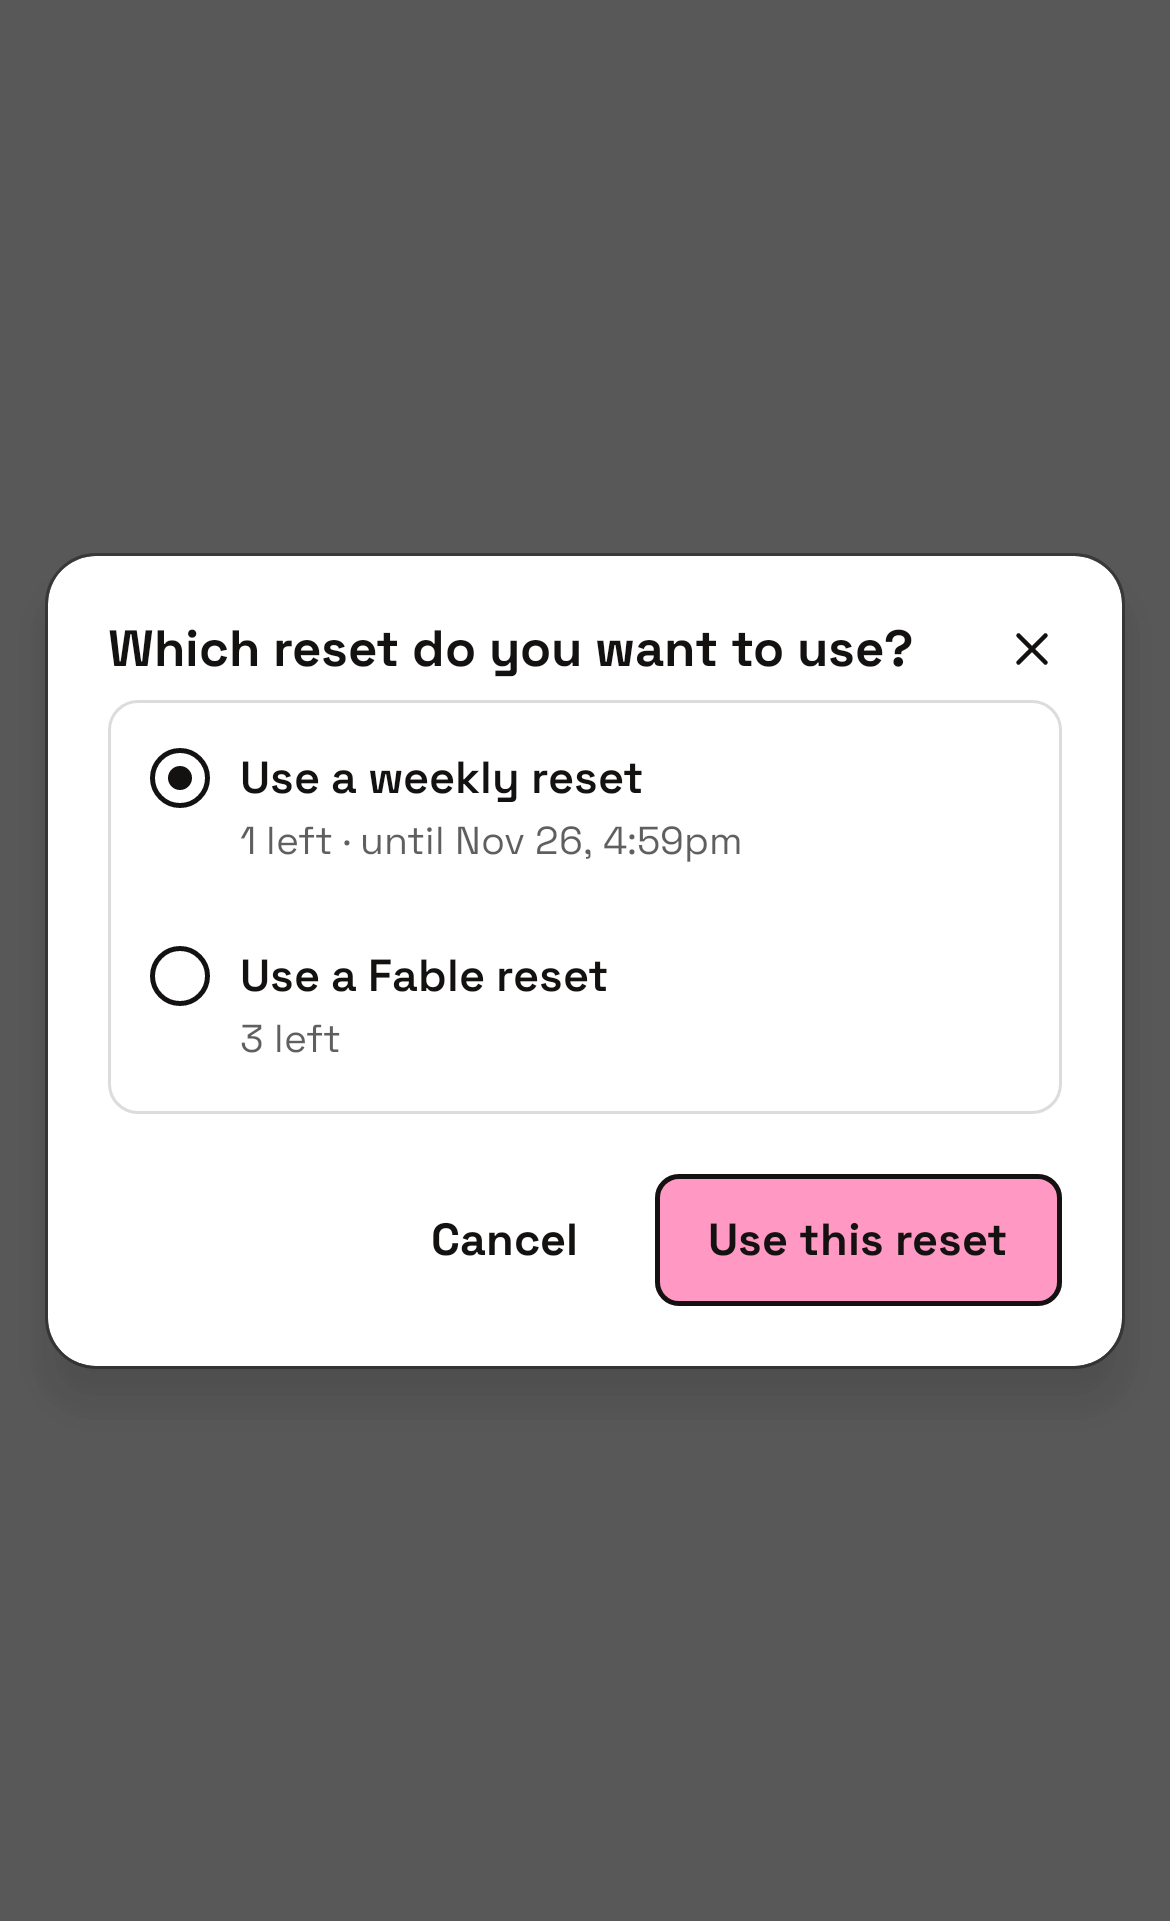 Which reset do you want to use?
Use a weekly reset
1 left · until Nov 26, 4:59pm
Use a Fable reset
3 left
Cancel
Use this reset